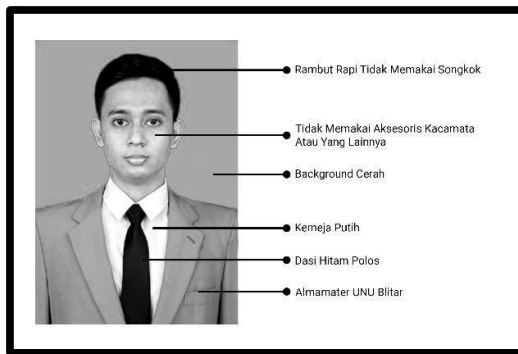 Rambut Rapi Tidak Memakai Songkok
Tidak Memakai Aksesoris Kacamata
Atau Yang Lainnya
Background Cerah
Kemeja Putih
Dasi Hitam Polos
Almamater UNU Blitar